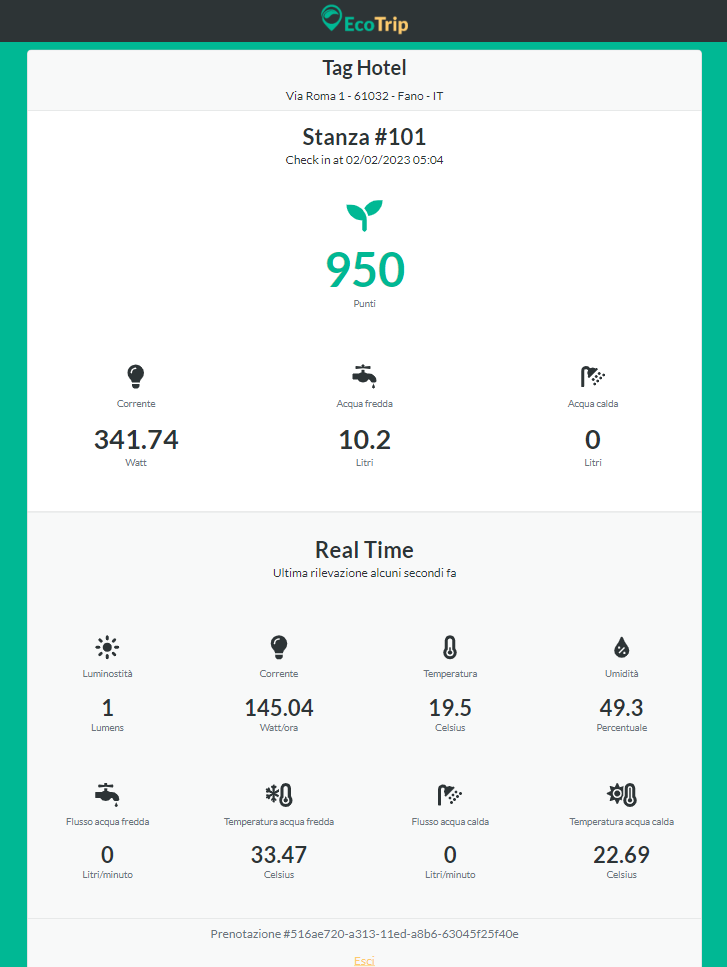 EcoTrip
Tag Hotel
Via Roma 1 - 61032 - Fano - IT
Stanza #101
Check in at 02/02/2023 05:04
950
Punti
Corrente Acqua fredda Acqua calda
341.74 10.2 0
Watt Litri Litri
Real Time
Ultima rilevazione alcuni secondi fa
Luminostità Corrente Temperatura Umidità
1 145.04 19.5 49.3
Lumens Watt/ora Celsius Percentuale
Flusso acqua fredda Temperatura acqua fredda Flusso acqua calda Temperatura acqua calda
0 33.47 0 22.69
Litri/minuto Celsius Litri/minuto Celsius
Prenotazione #516ae720-a313-11ed-a8b6-63045f25f40e
Esci